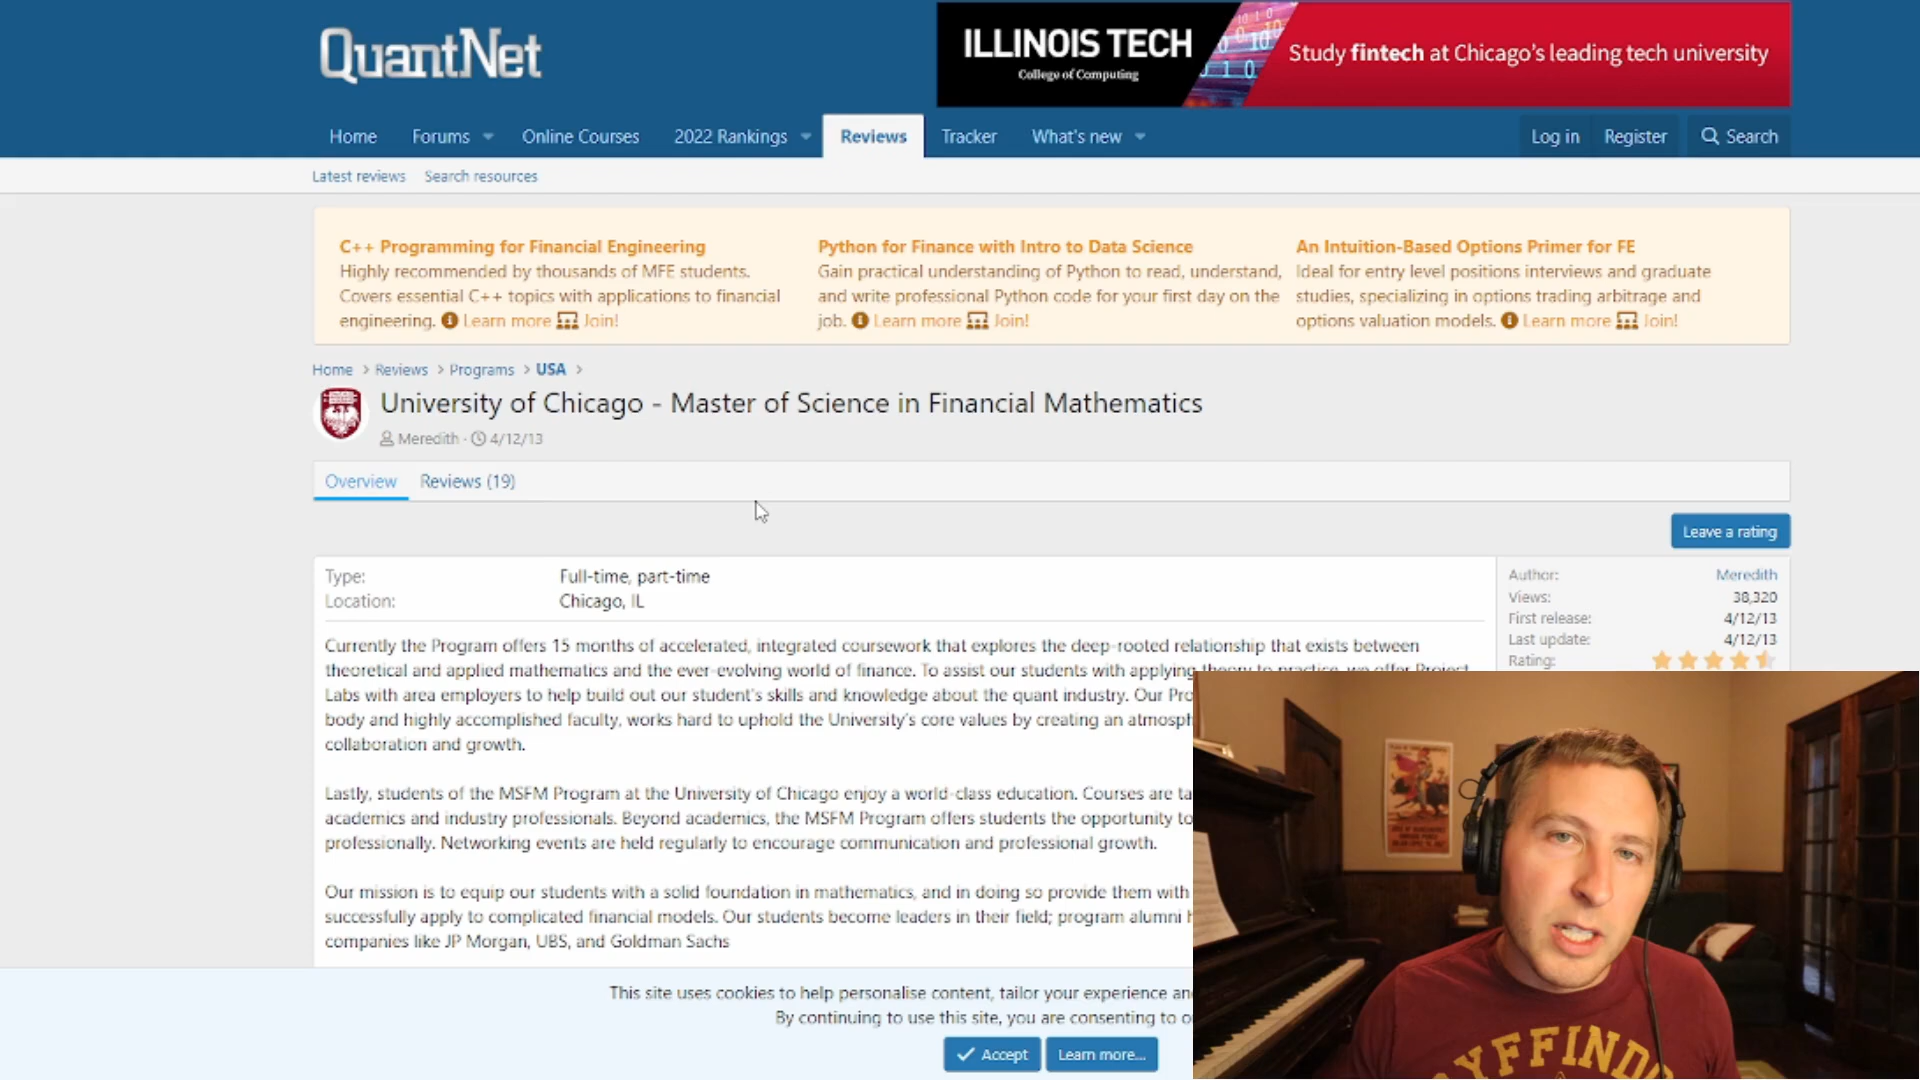 QuantNet
ILLINOIS TECH
College of Computing
Study fintech at Chicago's leading tech university
Home
Forums
Online Courses
2022 Rankings
Reviews
Tracker
What's new
Log in
Register
Search
Latest reviews
Search resources
C++ Programming for Financial Engineering
Highly recommended by thousands of MFE students.
Covers essential C++ topics with applications to financial
engineering. Learn more Join!
Python for Finance with Intro to Data Science
Gain practical understanding of Python to read, understand,
and write professional Python code for your first day on the
job. Learn more Join!
An Intuition-Based Options Primer for FE
Ideal for entry level positions interviews and graduate
studies, specializing in options trading arbitrage and
options valuation models. Learn more Join!
Home > Reviews > Programs > USA >
University of Chicago - Master of Science in Financial Mathematics
Meredith · 4/12/13
Overview
Reviews (19)
Leave a rating
Type: Full-time, part-time
Location: Chicago, IL
Currently the Program offers 15 months of accelerated, integrated coursework that explores the deep-rooted relationship that exists between
theoretical and applied mathematics and the ever-evolving world of finance. To assist our students with applying theory to practice, we offer Project
Labs with area employers to help build out our student's skills and knowledge about the quant industry. Our Pro
body and highly accomplished faculty, works hard to uphold the University's core values by creating an atmosph
collaboration and growth.
Lastly, students of the MSFM Program at the University of Chicago enjoy a world-class education. Courses are ta
academics and industry professionals. Beyond academics, the MSFM Program offers students the opportunity to
professionally. Networking events are held regularly to encourage communication and professional growth.
Our mission is to equip our students with a solid foundation in mathematics, and in doing so provide them with
successfully apply to complicated financial models. Our students become leaders in their field; program alumni h
companies like JP Morgan, UBS, and Goldman Sachs
Author: Meredith
Views: 38,320
First release: 4/12/13
Last update: 4/12/13
Rating:
This site uses cookies to help personalise content, tailor your experience an
By continuing to use this site, you are consenting to o
Accept
Learn more...
YFFIND